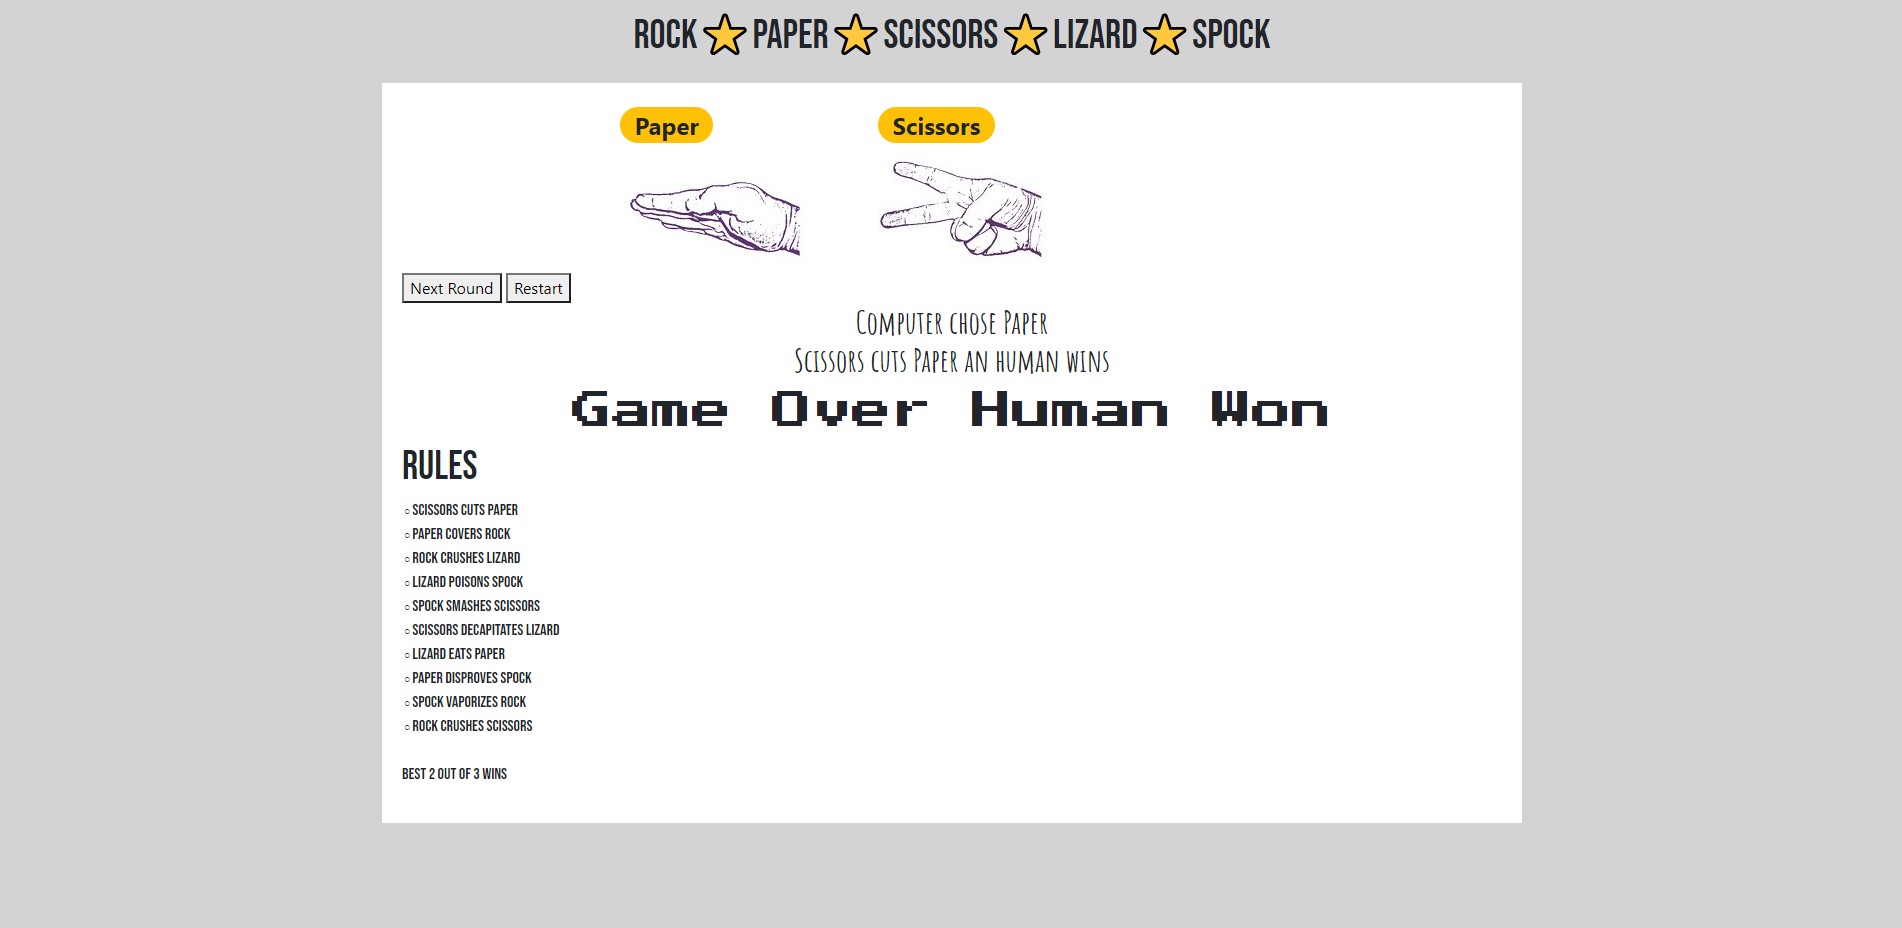 ROCK ⭐ PAPER ⭐ SCISSORS ⭐ LIZARD ⭐ SPOCK
Paper Scissors
Next Round Restart
Computer chose Paper
Scissors cuts Paper an human wins
Game Over Human Won
RULES
○ SCISSORS CUTS PAPER
○ PAPER COVERS ROCK
○ ROCK CRUSHES LIZARD
○ LIZARD POISONS SPOCK
○ SPOCK SMASHES SCISSORS
○ SCISSORS DECAPITATES LIZARD
○ LIZARD EATS PAPER
○ PAPER DISPROVES SPOCK
○ SPOCK VAPORIZES ROCK
○ ROCK CRUSHES SCISSORS
BEST 2 OUT OF 3 WINS